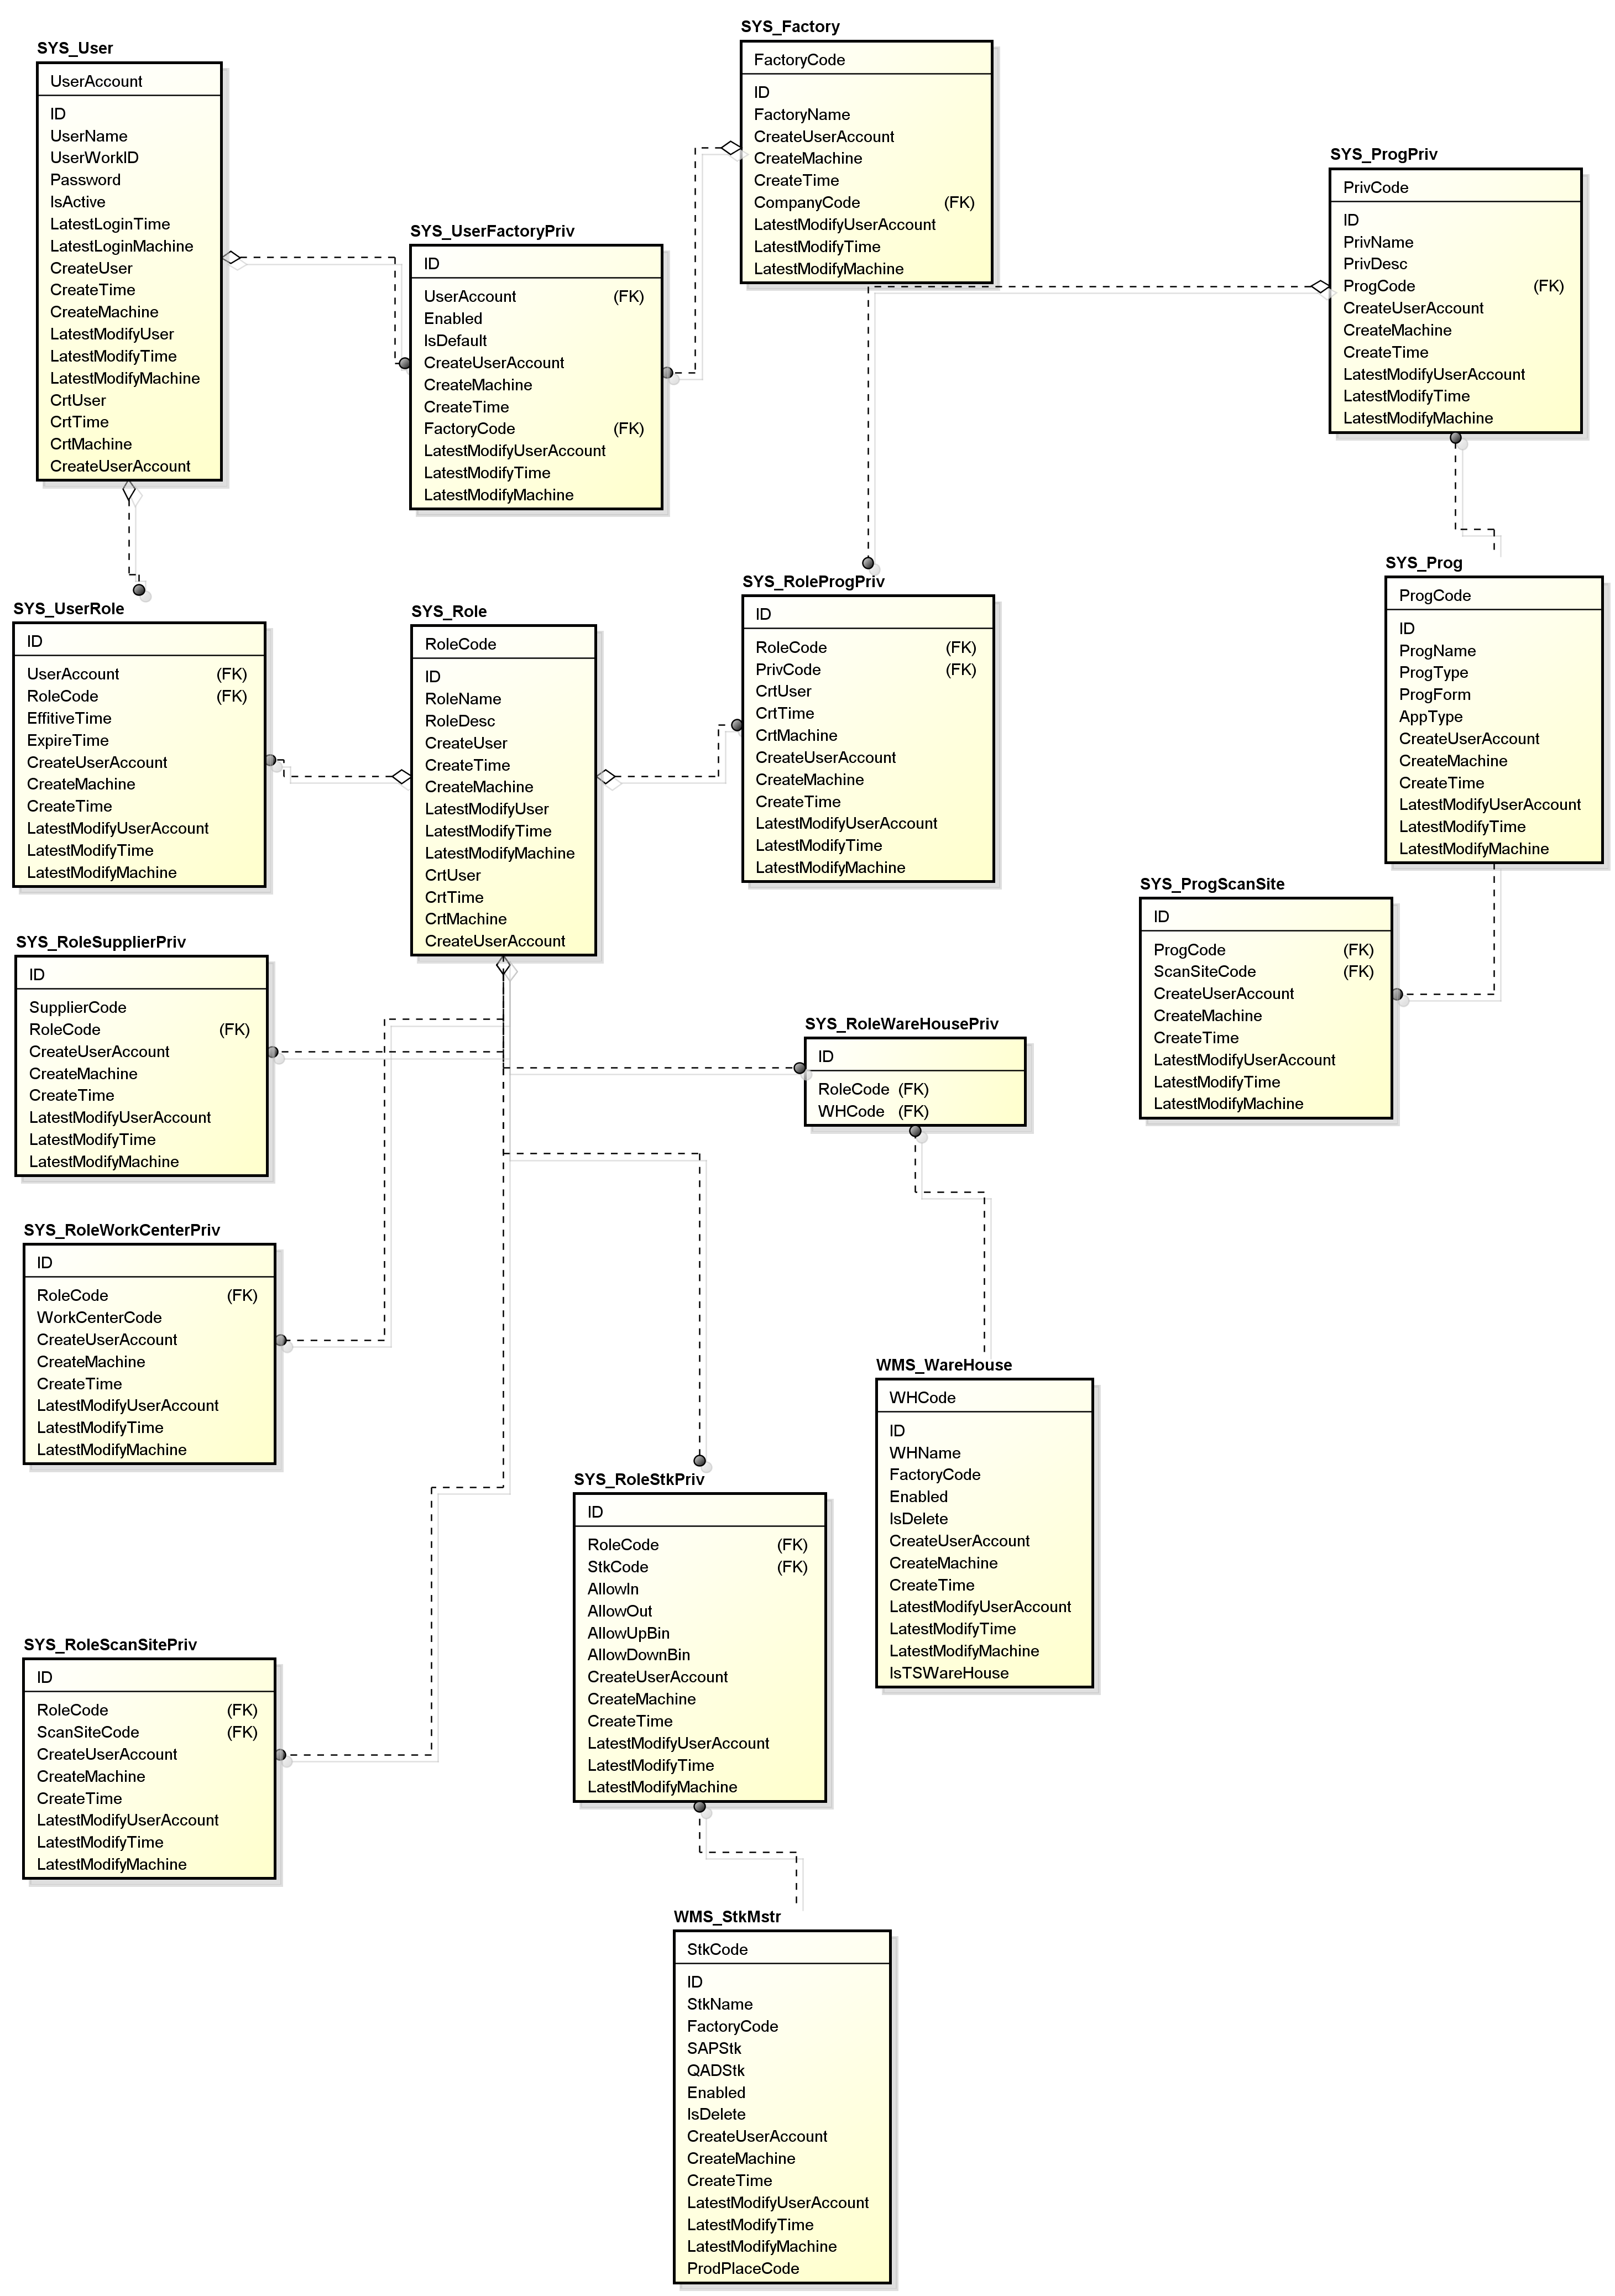 SYS_User
UserAccount
ID
UserName
UserWorkID
Password
IsActive
LatestLoginTime
LatestLoginMachine
CreateUser
CreateTime
CreateMachine
LatestModifyUser
LatestModifyTime
LatestModifyMachine
CrtUser
CrtTime
CrtMachine
CreateUserAccount
SYS_UserFactoryPriv
ID
UserAccount (FK)
Enabled
IsDefault
CreateUserAccount
CreateMachine
CreateTime
FactoryCode (FK)
LatestModifyUserAccount
LatestModifyTime
LatestModifyMachine
SYS_Factory
FactoryCode
ID
FactoryName
CreateUserAccount
CreateMachine
CreateTime
CompanyCode (FK)
LatestModifyUserAccount
LatestModifyTime
LatestModifyMachine
SYS_ProgPriv
PrivCode
ID
PrivName
PrivDesc
ProgCode (FK)
CreateUserAccount
CreateMachine
CreateTime
LatestModifyUserAccount
LatestModifyTime
LatestModifyMachine
SYS_UserRole
ID
UserAccount (FK)
RoleCode (FK)
EffitiveTime
ExpireTime
CreateUserAccount
CreateMachine
CreateTime
LatestModifyUserAccount
LatestModifyTime
LatestModifyMachine
SYS_Role
RoleCode
ID
RoleName
RoleDesc
CreateUser
CreateTime
CreateMachine
LatestModifyUser
LatestModifyTime
LatestModifyMachine
CrtUser
CrtTime
CrtMachine
CreateUserAccount
SYS_RoleProgPriv
ID
RoleCode (FK)
PrivCode (FK)
CrtUser
CrtTime
CrtMachine
CreateUserAccount
CreateMachine
CreateTime
LatestModifyUserAccount
LatestModifyTime
LatestModifyMachine
SYS_Prog
ProgCode
ID
ProgName
ProgType
ProgForm
AppType
CreateUserAccount
CreateMachine
CreateTime
LatestModifyUserAccount
LatestModifyTime
LatestModifyMachine
SYS_ProgScanSite
ID
ProgCode (FK)
ScanSiteCode (FK)
CreateUserAccount
CreateMachine
CreateTime
LatestModifyUserAccount
LatestModifyTime
LatestModifyMachine
SYS_RoleSupplierPriv
ID
SupplierCode
RoleCode (FK)
CreateUserAccount
CreateMachine
CreateTime
LatestModifyUserAccount
LatestModifyTime
LatestModifyMachine
SYS_RoleWareHousePriv
ID
RoleCode (FK)
WHCode (FK)
SYS_RoleWorkCenterPriv
ID
RoleCode (FK)
WorkCenterCode
CreateUserAccount
CreateMachine
CreateTime
LatestModifyUserAccount
LatestModifyTime
LatestModifyMachine
WMS_WareHouse
WHCode
ID
WHName
FactoryCode
Enabled
IsDelete
CreateUserAccount
CreateMachine
CreateTime
LatestModifyUserAccount
LatestModifyTime
LatestModifyMachine
IsTSWareHouse
SYS_RoleStkPriv
ID
RoleCode (FK)
StkCode (FK)
AllowIn
AllowOut
AllowUpBin
AllowDownBin
CreateUserAccount
CreateMachine
CreateTime
LatestModifyUserAccount
LatestModifyTime
LatestModifyMachine
SYS_RoleScanSitePriv
ID
RoleCode (FK)
ScanSiteCode (FK)
CreateUserAccount
CreateMachine
CreateTime
LatestModifyUserAccount
LatestModifyTime
LatestModifyMachine
WMS_StkMstr
StkCode
ID
StkName
FactoryCode
SAPStk
QADStk
Enabled
IsDelete
CreateUserAccount
CreateMachine
CreateTime
LatestModifyUserAccount
LatestModifyTime
LatestModifyMachine
ProdPlaceCode